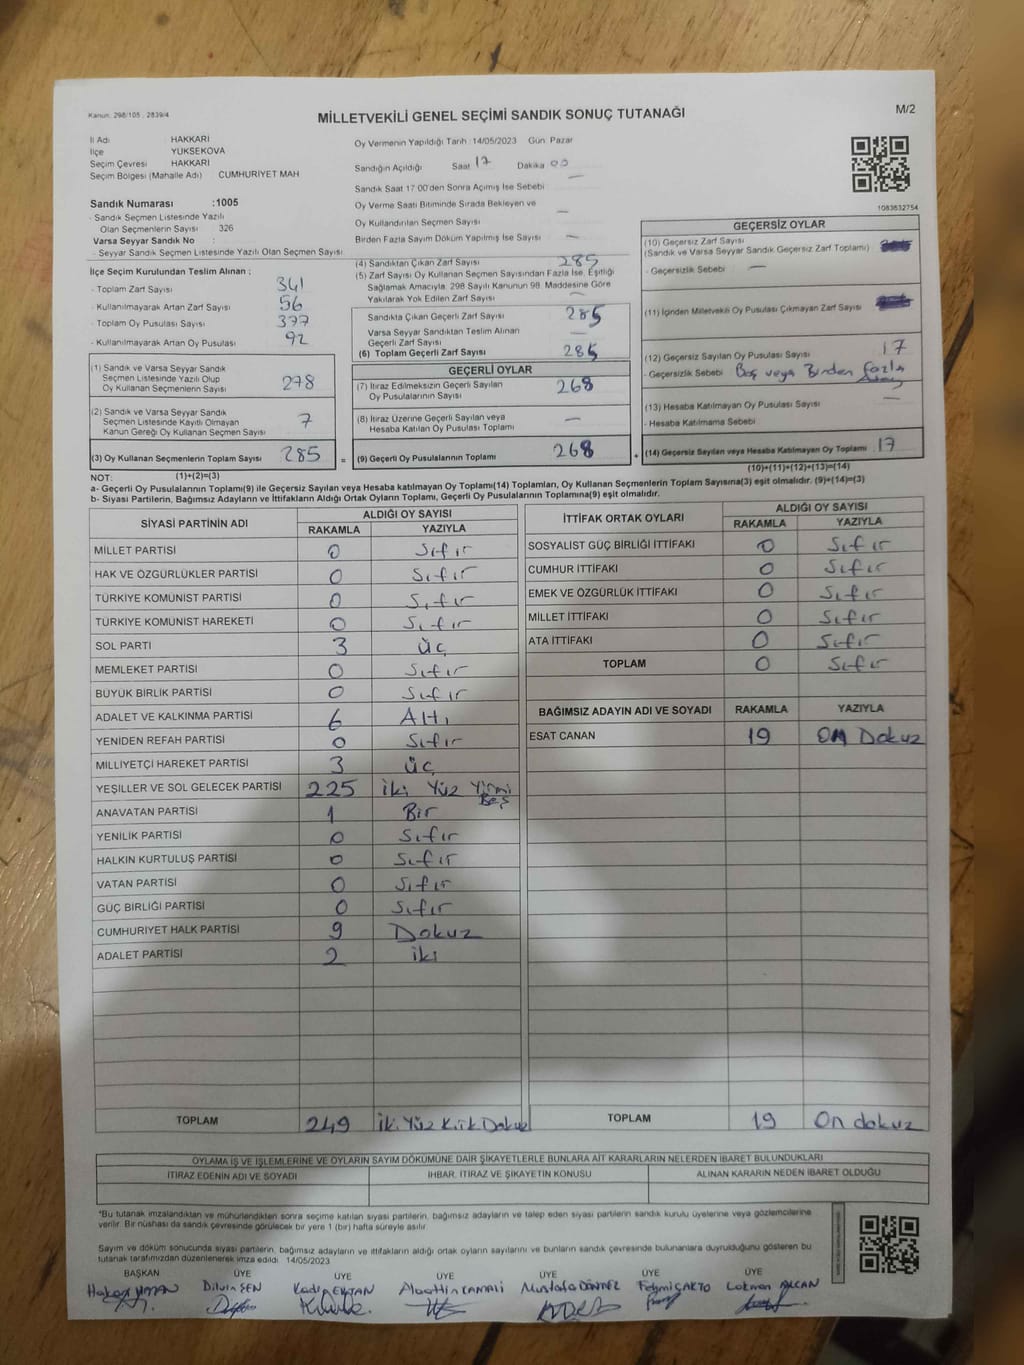 Kanun: 298/105 , 2839/4
MİLLETVEKİLİ GENEL SEÇİMİ SANDIK SONUÇ TUTANAĞI
M/2
İl Adı HAKKARİ
İlçe YÜKSEKOVA
Seçim Çevresi HAKKARİ
Seçim Bölgesi (Mahalle Adı) CUMHURİYET MAH
Sandık Numarası :1005
- Sandık Seçmen Listesinde Yazılı
Olan Seçmenlerin Sayısı 326
Varsa Seyyar Sandık No :
- Seyyar Sandık Seçmen Listesinde Yazılı Olan Seçmen Sayısı
Oy Vermenin Yapıldığı Tarih 14/05/2023 Gün Pazar
Sandığın Açıldığı Saat 17 Dakika 00
Sandık Saat 17 00'den Sonra Açımış İse Sebebi —
Oy Verme Saati Bitiminde Sırada Bekleyen ve
Oy Kullandırılan Seçmen Sayısı —
Birden Fazla Sayım Döküm Yapılmış İse Sayısı —
1083632754
İlçe Seçim Kurulundan Teslim Alınan ;
- Toplam Zarf Sayısı 341
- Kullanılmayarak Artan Zarf Sayısı 56
- Toplam Oy Pusulası Sayısı 377
- Kullanılmayarak Artan Oy Pusulası 92
(1) Sandık ve Varsa Seyyar Sandık
Seçmen Listesinde Yazılı Olup
Oy Kullanan Seçmenlerin Sayısı 278
(2) Sandık ve Varsa Seyyar Sandık
Seçmen Listesinde Kayıtlı Olmayan
Kanun Gereği Oy Kullanan Seçmen Sayısı 7
(3) Oy Kullanan Seçmenlerin Toplam Sayısı 285 =
(4) Sandıktan Çıkan Zarf Sayısı 285
(5) Zarf Sayısı Oy Kullanan Seçmen Sayısından Fazla İse, Eşitliği
Sağlamak Amacıyla, 298 Sayılı Kanunun 98. Maddesine Göre
Yakılarak Yok Edilen Zarf Sayısı —
Sandıkta Çıkan Geçerli Zarf Sayısı 285
Varsa Seyyar Sandıktan Teslim Alınan
Geçerli Zarf Sayısı —
(6) Toplam Geçerli Zarf Sayısı 285
GEÇERLİ OYLAR
(7) İtiraz Edilmeksizin Geçerli Sayılan
Oy Pusulalarının Sayısı 268
(8) İtiraz Üzerine Geçerli Sayılan veya
Hesaba Katılan Oy Pusulası Toplamı —
(9) Geçerli Oy Pusulalarının Toplamı 268 +
GEÇERSİZ OYLAR
(10) Geçersiz Zarf Sayısı
(Sandık ve Varsa Seyyar Sandık Geçersiz Zarf Toplamı)
- Geçersizlik Sebebi —
(11) İçinden Milletvekili Oy Pusulası Çıkmayan Zarf Sayısı
(12) Geçersiz Sayılan Oy Pusulası Sayısı 17
- Geçersizlik Sebebi Boş veya Birden fazla
(13) Hesaba Katılmayan Oy Pusulası Sayısı —
- Hesaba Katılmama Sebebi
(14) Geçersiz Sayılan veya Hesaba Katılmayan Oy Toplamı 17
NOT: (1)+(2)=(3) (10)+(11)+(12)+(13)=(14)
a- Geçerli Oy Pusulalarının Toplamı(9) ile Geçersiz Sayılan veya Hesaba katılmayan Oy Toplamı(14) Toplamları, Oy Kullanan Seçmenlerin Toplam Sayısına(3) eşit olmalıdır. (9)+(14)=(3)
b- Siyasi Partilerin, Bağımsız Adayların ve İttifakların Aldığı Ortak Oyların Toplamı, Geçerli Oy Pusulalarının Toplamına(9) eşit olmalıdır.
SİYASİ PARTİNİN ADI ALDIĞI OY SAYISI
RAKAMLA YAZIYLA
MİLLET PARTİSİ 0 Sıfır
HAK VE ÖZGÜRLÜKLER PARTİSİ 0 Sıfır
TÜRKİYE KOMÜNİST PARTİSİ 0 Sıfır
TÜRKİYE KOMÜNİST HAREKETİ 0 Sıfır
SOL PARTİ 3 üç
MEMLEKET PARTİSİ 0 Sıfır
BÜYÜK BİRLİK PARTİSİ 0 Sıfır
ADALET VE KALKINMA PARTİSİ 6 Altı
YENİDEN REFAH PARTİSİ 0 Sıfır
MİLLİYETÇİ HAREKET PARTİSİ 3 üç
YEŞİLLER VE SOL GELECEK PARTİSİ 225 iki Yüz Yirmi Beş
ANAVATAN PARTİSİ 1 Bir
YENİLİK PARTİSİ 0 Sıfır
HALKIN KURTULUŞ PARTİSİ 0 Sıfır
VATAN PARTİSİ 0 Sıfır
GÜÇ BİRLİĞİ PARTİSİ 0 Sıfır
CUMHURİYET HALK PARTİSİ 9 Dokuz
ADALET PARTİSİ 2 iki
TOPLAM 249 iki Yüz Kırk Dokuz
İTTİFAK ORTAK OYLARI ALDIĞI OY SAYISI
RAKAMLA YAZIYLA
SOSYALİST GÜÇ BİRLİĞİ İTTİFAKI 0 Sıfır
CUMHUR İTTİFAKI 0 Sıfır
EMEK VE ÖZGÜRLÜK İTTİFAKI 0 Sıfır
MİLLET İTTİFAKI 0 Sıfır
ATA İTTİFAKI 0 Sıfır
TOPLAM 0 Sıfır
BAĞIMSIZ ADAYIN ADI VE SOYADI RAKAMLA YAZIYLA
ESAT CANAN 19 On Dokuz
TOPLAM 19 On dokuz
OYLAMA İŞ VE İŞLEMLERİNE VE OYLARIN SAYIM DÖKÜMÜNE DAİR ŞİKAYETLERLE BUNLARA AİT KARARLARIN NELERDEN İBARET BULUNDUKLARI
İTİRAZ EDENİN ADI VE SOYADI İHBAR, İTİRAZ VE ŞİKAYETİN KONUSU ALINAN KARARIN NEDEN İBARET OLDUĞU
*Bu tutanak imzalandıktan ve mühürlendikten sonra seçime katılan siyasi partilerin, bağımsız adayların ve talep eden siyasi partilerin sandık kurulu üyelerine veya gözlemcilerine
verilir. Bir nüshası da sandık çevresinde görülecek bir yere 1 (bir) hafta süreyle asılır.
Sayım ve döküm sonucunda siyasi partilerin, bağımsız adayların ve ittifakların aldığı ortak oyların sayılarını ve bunların sandık çevresinde bulunanlara duyrulduğunu gösteren bu
tutanak tarafımızdan düzenlenerek imza edildi. 14/05/2023
BAŞKAN ÜYE ÜYE ÜYE ÜYE ÜYE ÜYE
Dilvin ŞEN Mustafa Fehmi Lokman